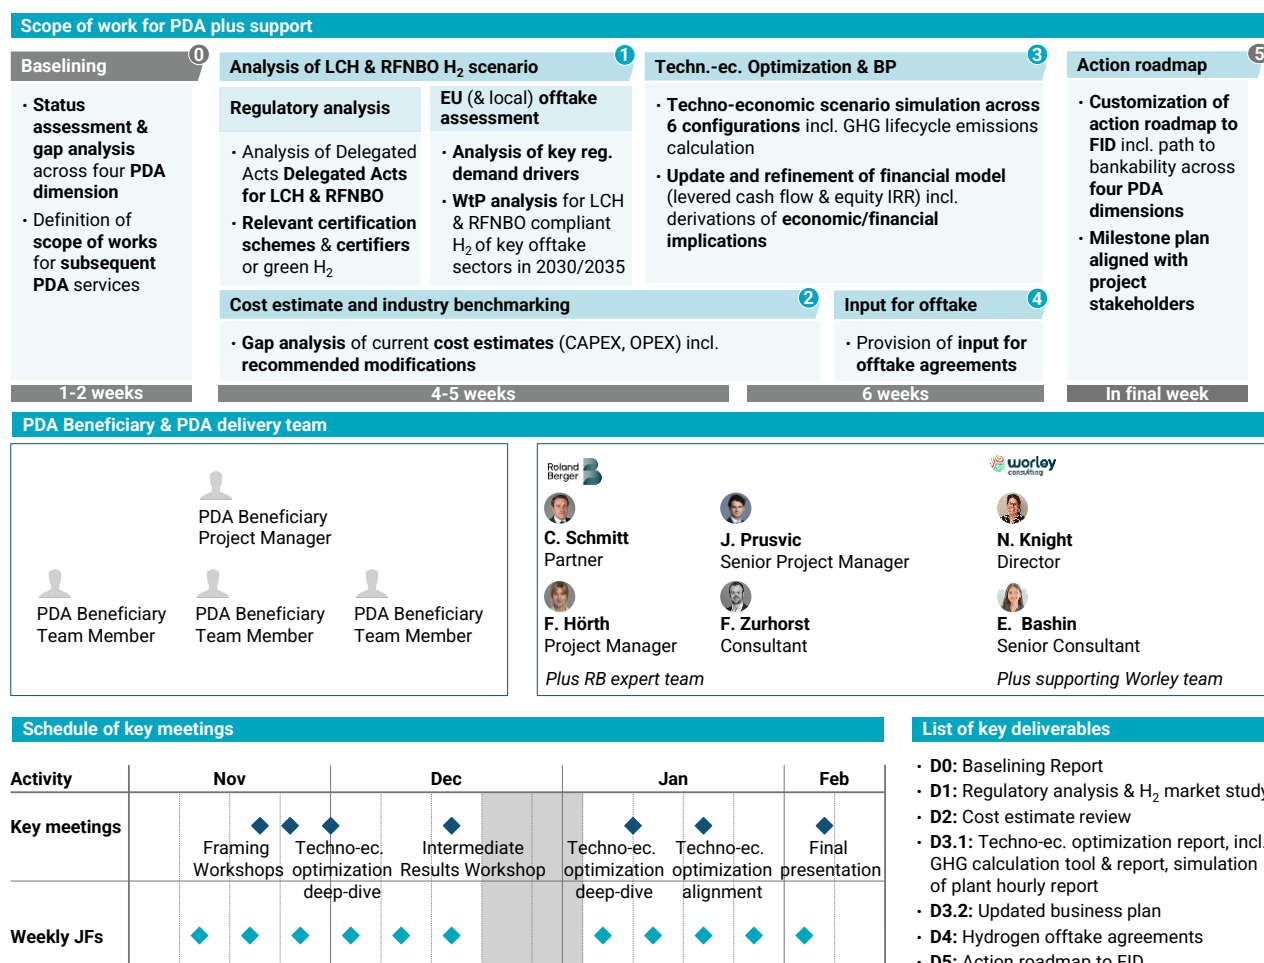 Scope of work for PDA plus support
Baselining
0
· Status
assessment &
gap analysis
across four PDA
dimension
· Definition of
scope of works
for subsequent
PDA services
Analysis of LCH & RFNBO H2 scenario
1
Regulatory analysis
· Analysis of Delegated
Acts Delegated Acts
for LCH & RFNBO
· Relevant certification
schemes & certifiers
or green H2
EU (& local) offtake
assessment
· Analysis of key reg.
demand drivers
· WtP analysis for LCH
& RFNBO compliant
H2 of key offtake
sectors in 2030/2035
Techn.-ec. Optimization & BP
3
· Techno-economic scenario simulation across
6 configurations incl. GHG lifecycle emissions
calculation
· Update and refinement of financial model
(levered cash flow & equity IRR) incl.
derivations of economic/financial
implications
Action roadmap
5
· Customization of
action roadmap to
FID incl. path to
bankability across
four PDA
dimensions
· Milestone plan
aligned with
project
stakeholders
Cost estimate and industry benchmarking
2
· Gap analysis of current cost estimates (CAPEX, OPEX) incl.
recommended modifications
Input for offtake
4
· Provision of input for
offtake agreements
1-2 weeks
4-5 weeks
6 weeks
In final week
PDA Beneficiary & PDA delivery team
PDA Beneficiary
Project Manager
PDA Beneficiary
Team Member
PDA Beneficiary
Team Member
PDA Beneficiary
Team Member
Roland
Berger
B
worley
consulting
C. Schmitt
Partner
J. Prusvic
Senior Project Manager
N. Knight
Director
F. Hörth
Project Manager
F. Zurhorst
Consultant
E. Bashin
Senior Consultant
Plus RB expert team
Plus supporting Worley team
Schedule of key meetings
Activity
Nov
Dec
Jan
Feb
Key meetings
Framing
Workshops
Techno-ec.
optimization
deep-dive
Intermediate
Results Workshop
Techno-ec.
optimization
deep-dive
Techno-ec.
optimization
alignment
Final
presentation
Weekly JFs
List of key deliverables
· D0: Baselining Report
· D1: Regulatory analysis & H2 market study
· D2: Cost estimate review
· D3.1: Techno-ec. optimization report, incl.
GHG calculation tool & report, simulation
of plant hourly report
· D3.2: Updated business plan
· D4: Hydrogen offtake agreements
· D5: Action roadmap to FID